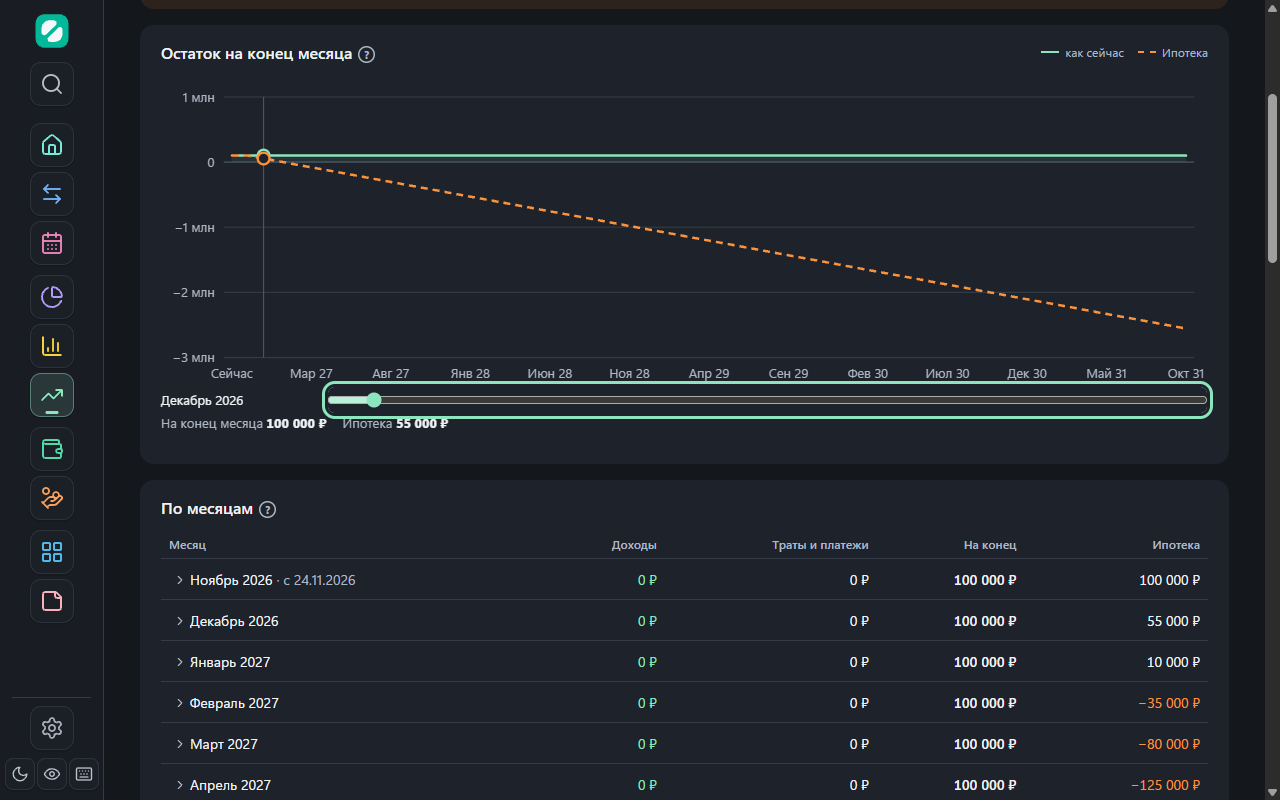 Остаток на конец месяца ?
как сейчас Ипотека
1 млн
0
−1 млн
−2 млн
−3 млн
Сейчас Мар 27 Авг 27 Янв 28 Июн 28 Ноя 28 Апр 29 Сен 29 Фев 30 Июл 30 Дек 30 Май 31 Окт 31
Декабрь 2026
На конец месяца 100 000 ₽ Ипотека 55 000 ₽
По месяцам ?
Месяц Доходы Траты и платежи На конец Ипотека
Ноябрь 2026 · с 24.11.2026 0 ₽ 0 ₽ 100 000 ₽ 100 000 ₽
Декабрь 2026 0 ₽ 0 ₽ 100 000 ₽ 55 000 ₽
Январь 2027 0 ₽ 0 ₽ 100 000 ₽ 10 000 ₽
Февраль 2027 0 ₽ 0 ₽ 100 000 ₽ −35 000 ₽
Март 2027 0 ₽ 0 ₽ 100 000 ₽ −80 000 ₽
Апрель 2027 0 ₽ 0 ₽ 100 000 ₽ −125 000 ₽